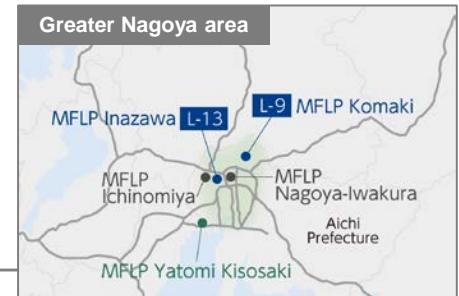 Greater Nagoya area
L-9 MFLP Komaki
MFLP Inazawa L-13
MFLP
Ichinomiya
MFLP
Nagoya-Iwakura
Aichi
Prefecture
MFLP Yatomi Kisosaki